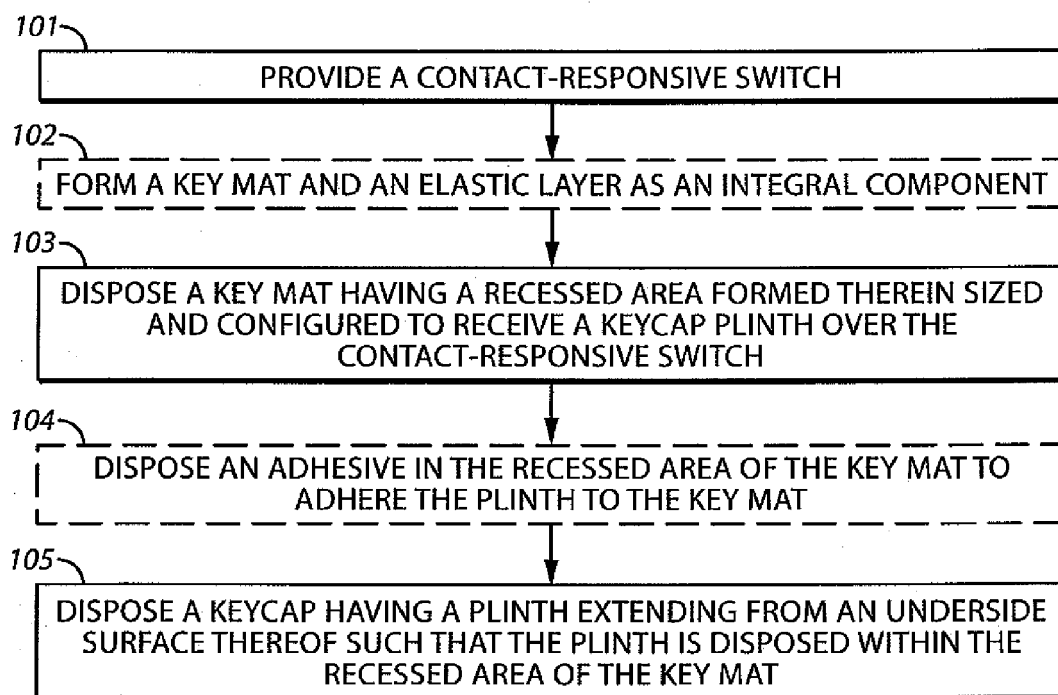 101
PROVIDE A CONTACT-RESPONSIVE SWITCH
102
FORM A KEY MAT AND AN ELASTIC LAYER AS AN INTEGRAL COMPONENT
103
DISPOSE A KEY MAT HAVING A RECESSED AREA FORMED THEREIN SIZED
AND CONFIGURED TO RECEIVE A KEYCAP PLINTH OVER THE
CONTACT-RESPONSIVE SWITCH
104
DISPOSE AN ADHESIVE IN THE RECESSED AREA OF THE KEY MAT TO
ADHERE THE PLINTH TO THE KEY MAT
105
DISPOSE A KEYCAP HAVING A PLINTH EXTENDING FROM AN UNDERSIDE
SURFACE THEREOF SUCH THAT THE PLINTH IS DISPOSED WITHIN THE
RECESSED AREA OF THE KEY MAT